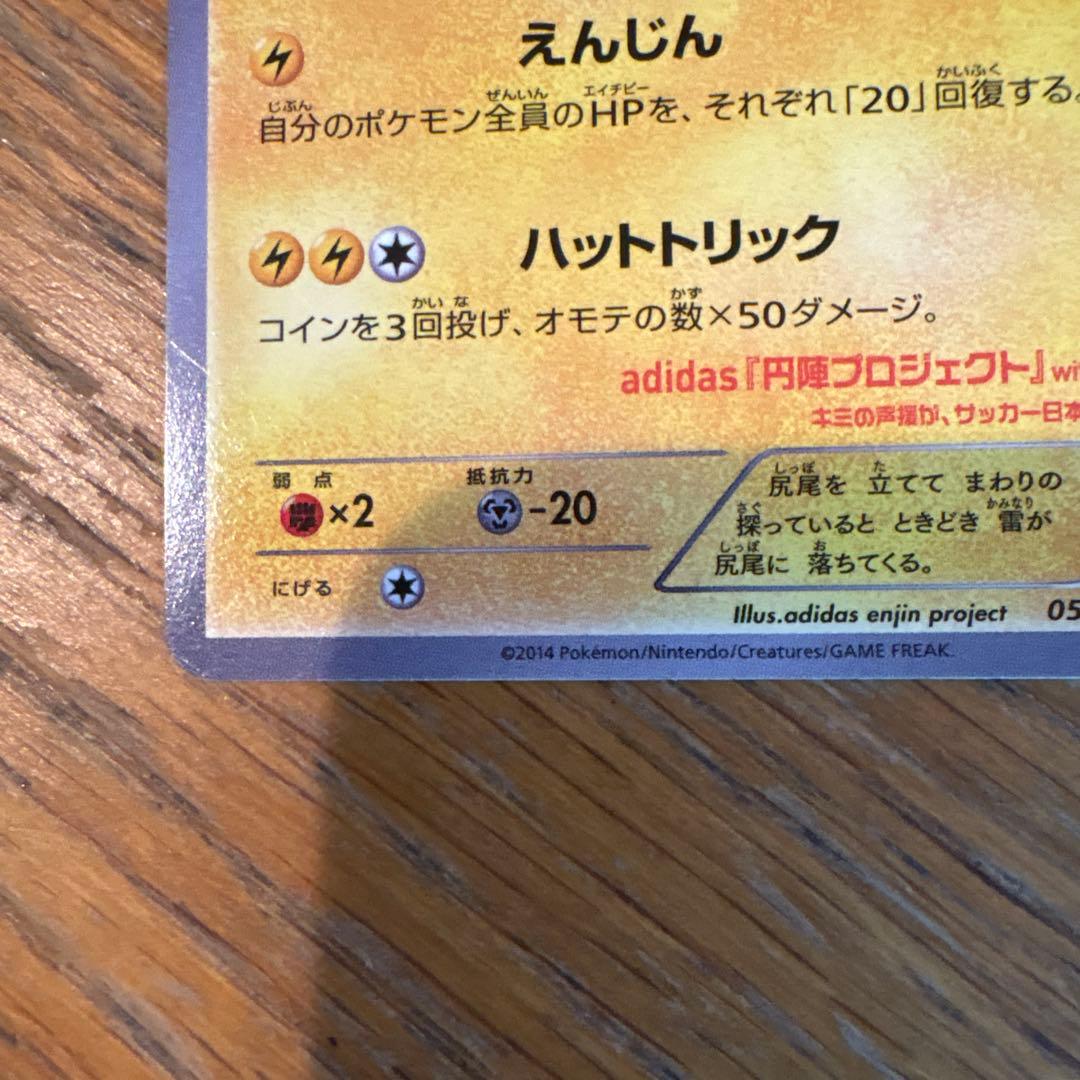 えんじん
自分のポケモン全員のHPを、それぞれ「20」回復する。
ハットトリック
コインを3回投げ、オモテの数×50ダメージ。
adidas『円陣プロジェクト』
キミの声援が、サッカー日本
弱点 ×2 抵抗力 -20
にげる
尻尾を 立てて まわりの
探っていると ときどき 雷が
尻尾に 落ちてくる。
Illus.adidas enjin project 05
©2014 Pokémon/Nintendo/Creatures/GAME FREAK.